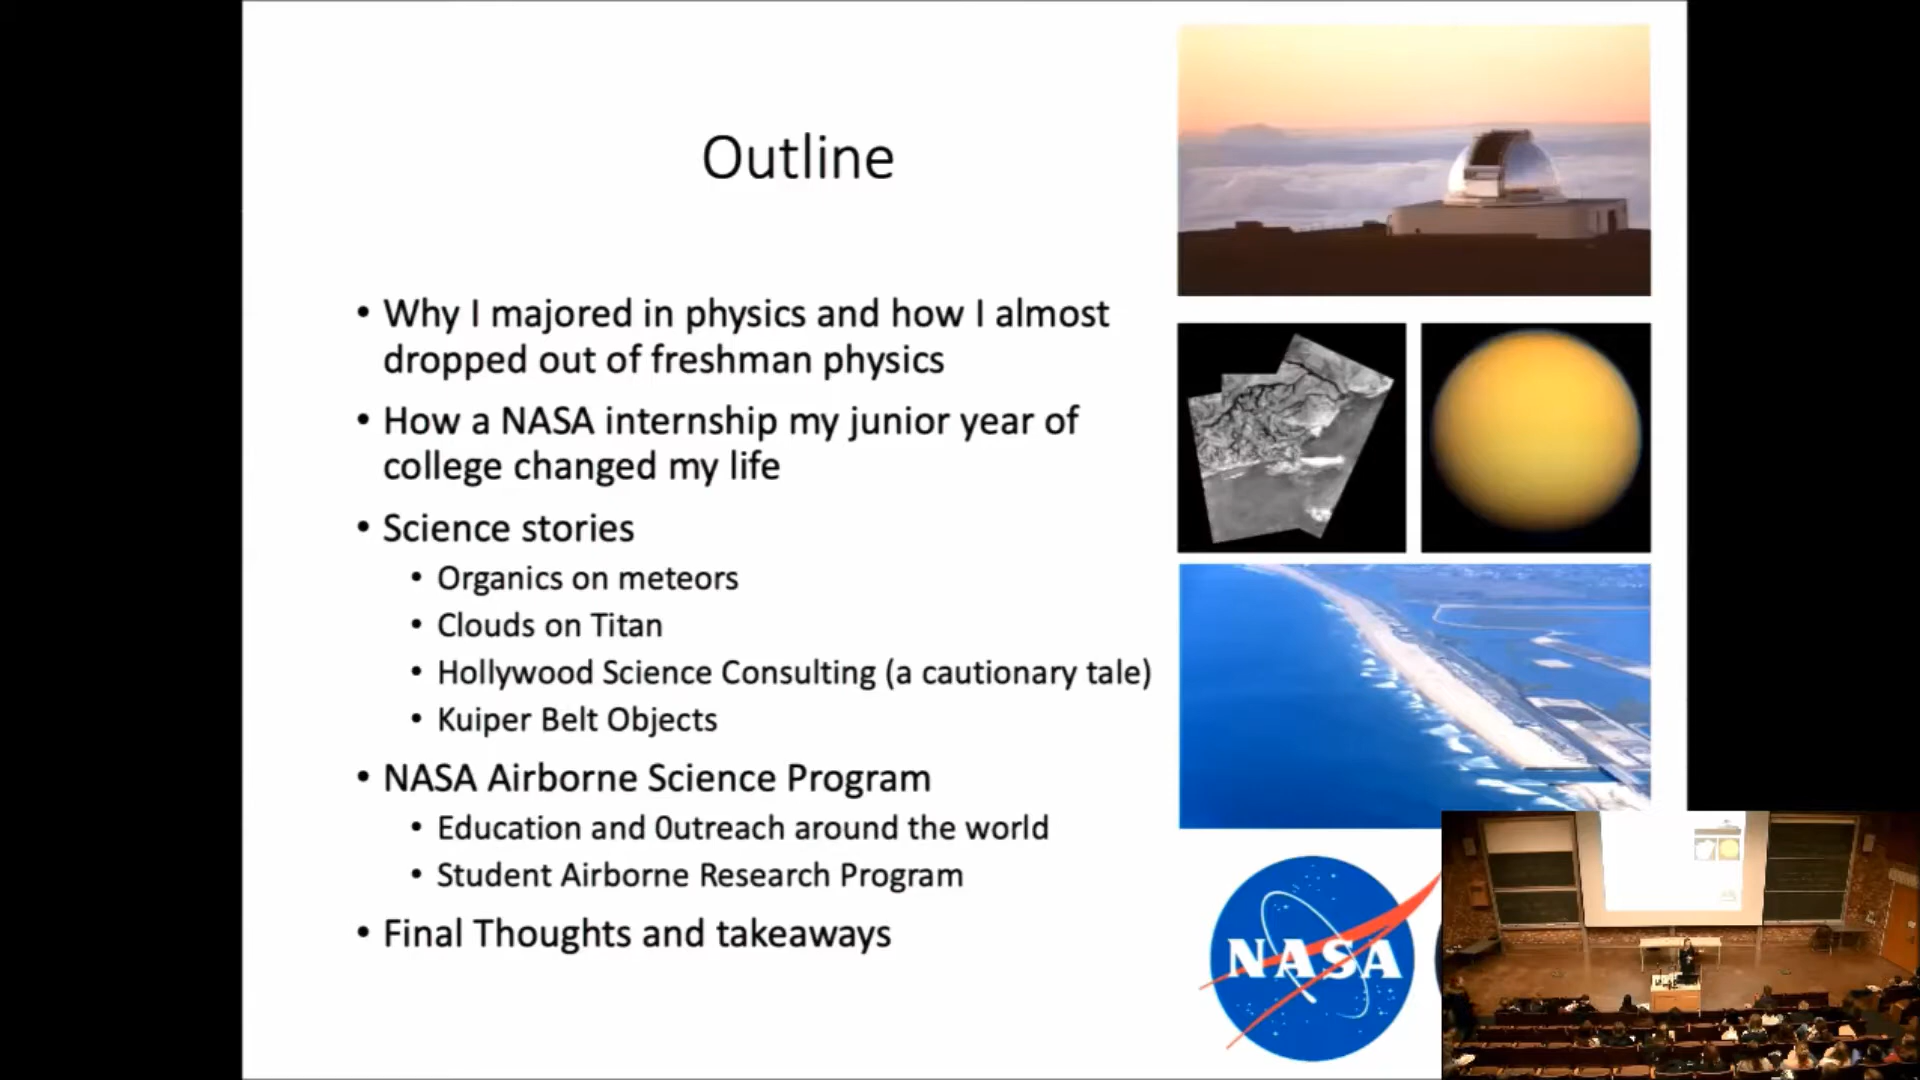 Outline
• Why I majored in physics and how I almost
dropped out of freshman physics
• How a NASA internship my junior year of
college changed my life
• Science stories
• Organics on meteors
• Clouds on Titan
• Hollywood Science Consulting (a cautionary tale)
• Kuiper Belt Objects
• NASA Airborne Science Program
• Education and 0utreach around the world
• Student Airborne Research Program
• Final Thoughts and takeaways
NASA